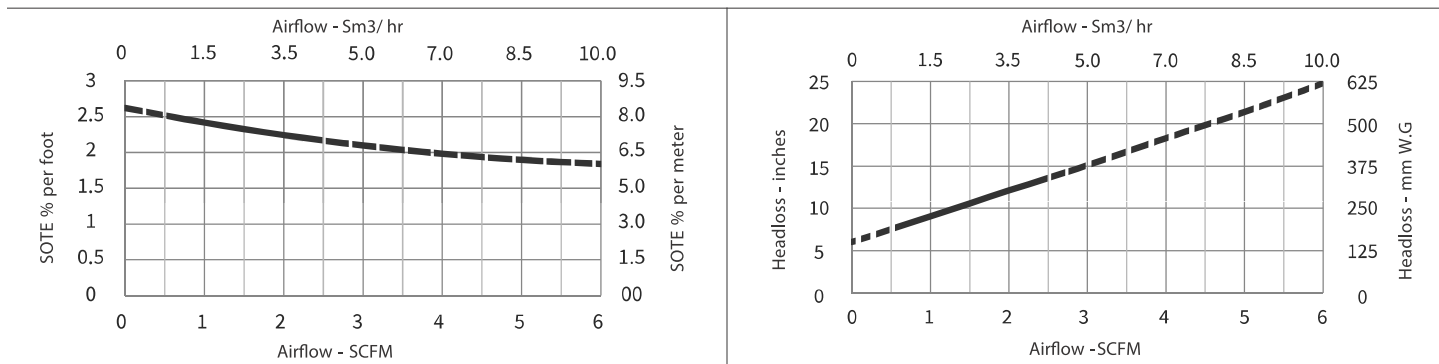 Airflow - Sm3/ hr
0 1.5 3.5 5.0 7.0 8.5 10.0
3 9.5
2.5 8.0
2 6.5
1.5 5.0
1 3.0
0.5 1.5
0 00
SOTE % per foot
SOTE % per meter
0 1 2 3 4 5 6
Airflow - SCFM
Airflow - Sm3/ hr
0 1.5 3.5 5.0 7.0 8.5 10.0
25 625
20 500
15 375
10 250
5 125
0 0
Headloss - inches
Headloss - mm W.G
0 1 2 3 4 5 6
Airflow -SCFM